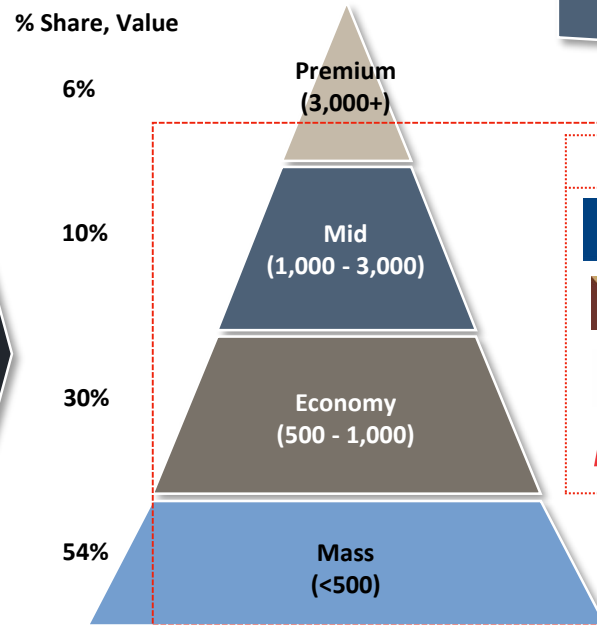 % Share, Value
Premium
(3,000+)
6%
Mid
(1,000 - 3,000)
10%
Economy
(500 - 1,000)
30%
Mass
(<500)
54%